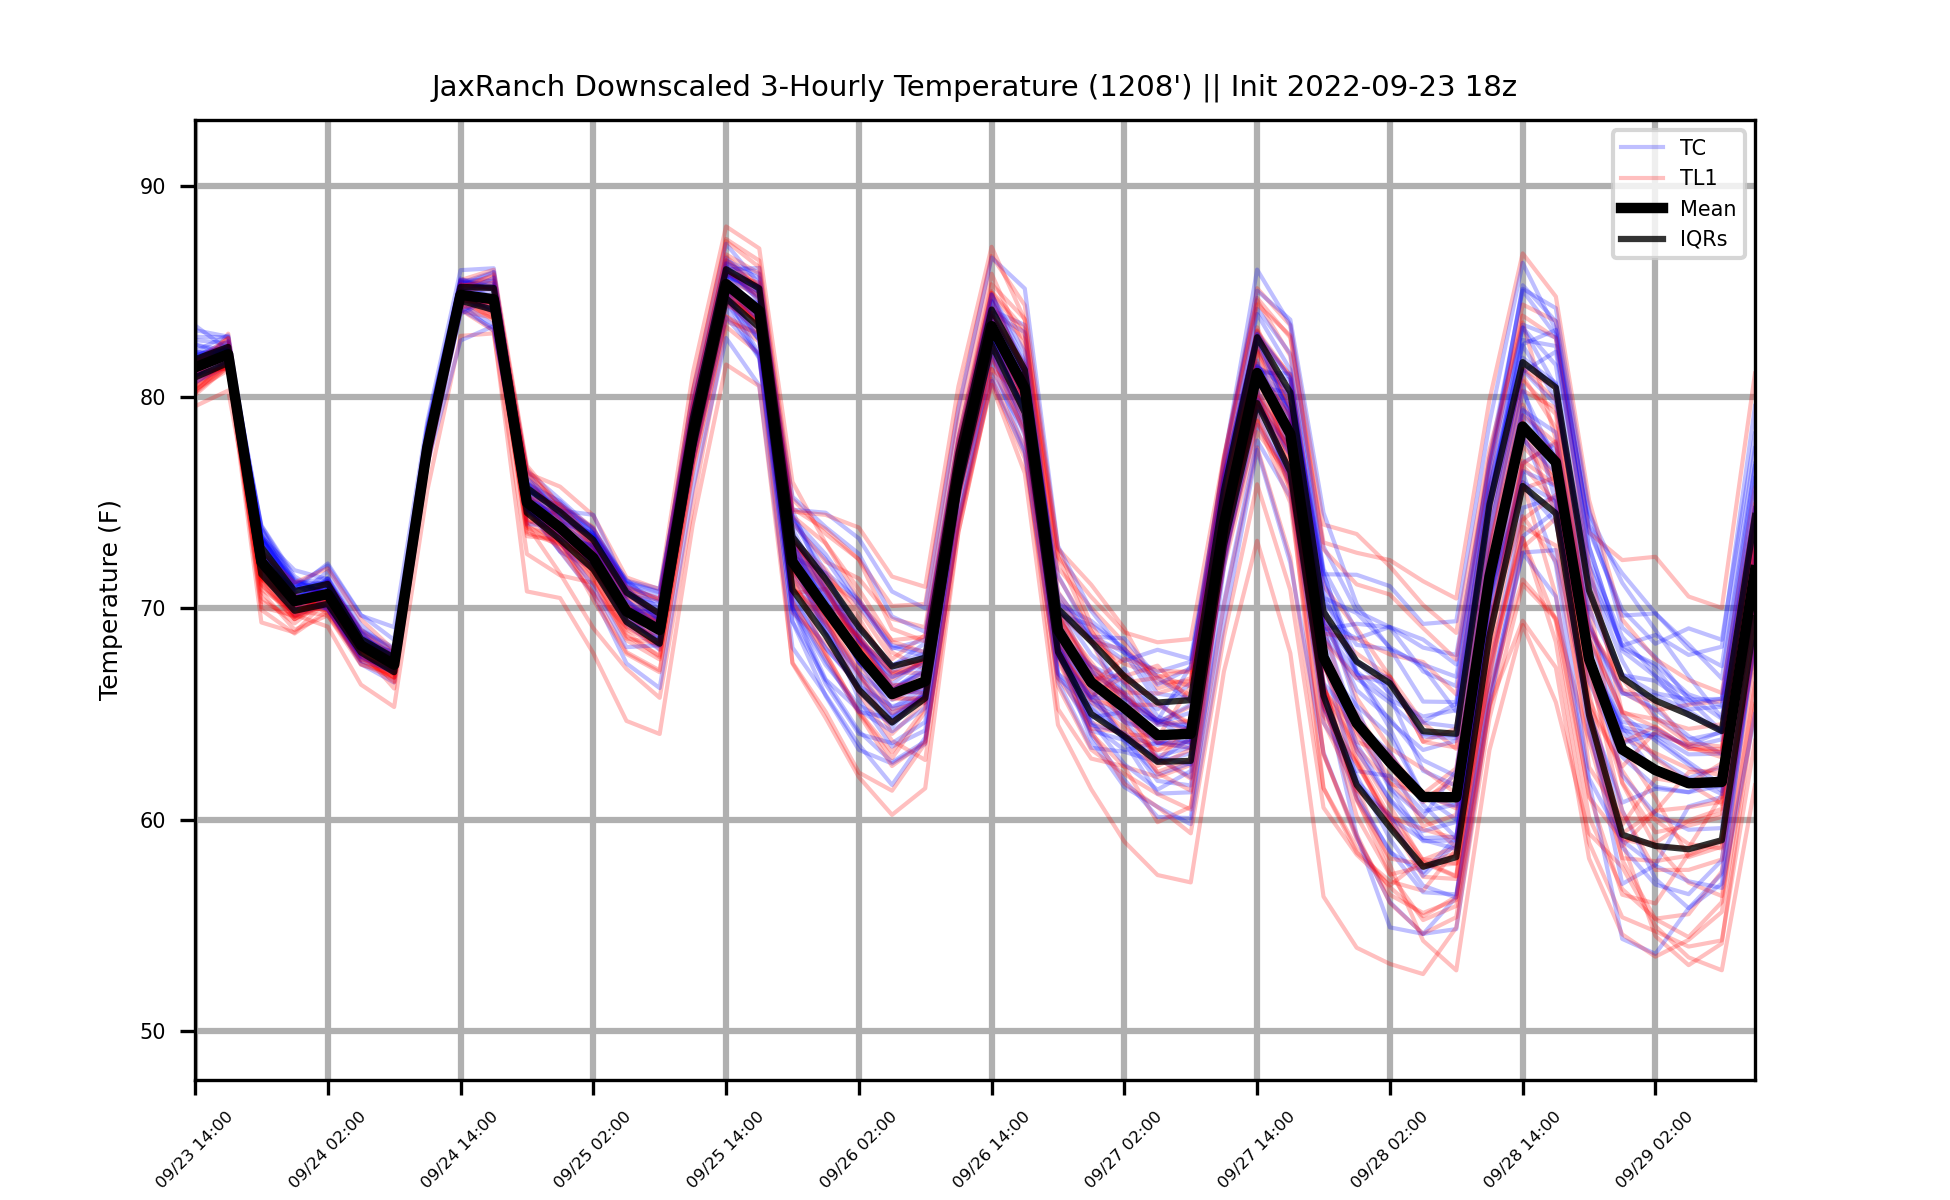 JaxRanch Downscaled 3-Hourly Temperature (1208') || Init 2022-09-23 18z
TC
TL1
Mean
IQRs
Temperature (F)
90
80
70
60
50
09/23 14:00
09/24 02:00
09/24 14:00
09/25 02:00
09/25 14:00
09/26 02:00
09/26 14:00
09/27 02:00
09/27 14:00
09/28 02:00
09/28 14:00
09/29 02:00